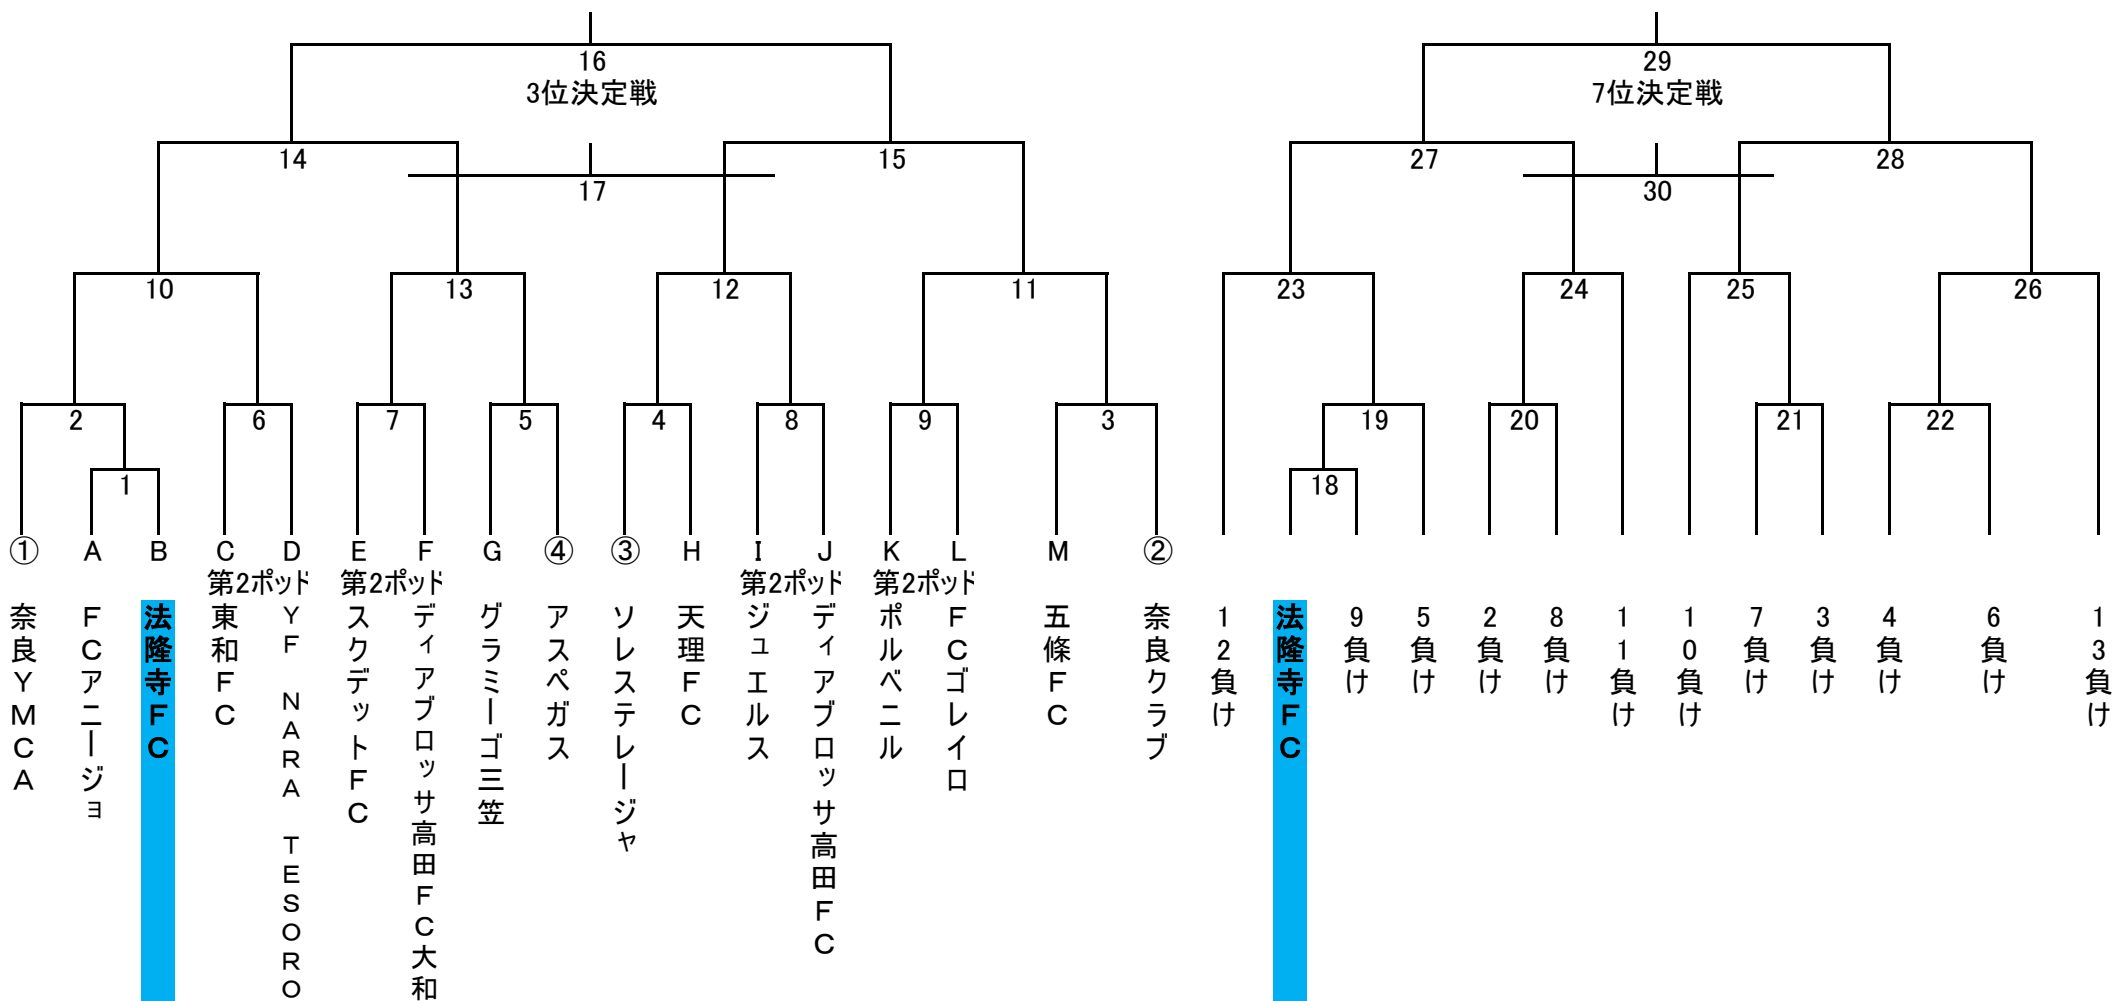 16
3位決定戦
14
15
17
10
13
12
11
2
6
7
5
4
8
9
3
1
① A B C D E F G ④ ③ H I J K L M ②
第2ポッド 第2ポッド 第2ポッド 第2ポッド
奈良YMCA
FCアニージョ
法隆寺FC
東和FC
YF NARA TESORO
スクデットFC
ディアブロッサ高田FC大和
グラミーゴ三笠
アスペガス
ソレステレージャ
天理FC
ジュエルス
ディアブロッサ高田FC
ポルベニル
FCゴレイロ
五條FC
奈良クラブ
29
7位決定戦
27
28
30
23
24
25
26
19
20
21
22
18
12負け
法隆寺FC
9負け
5負け
2負け
8負け
11負け
10負け
7負け
3負け
4負け
6負け
13負け